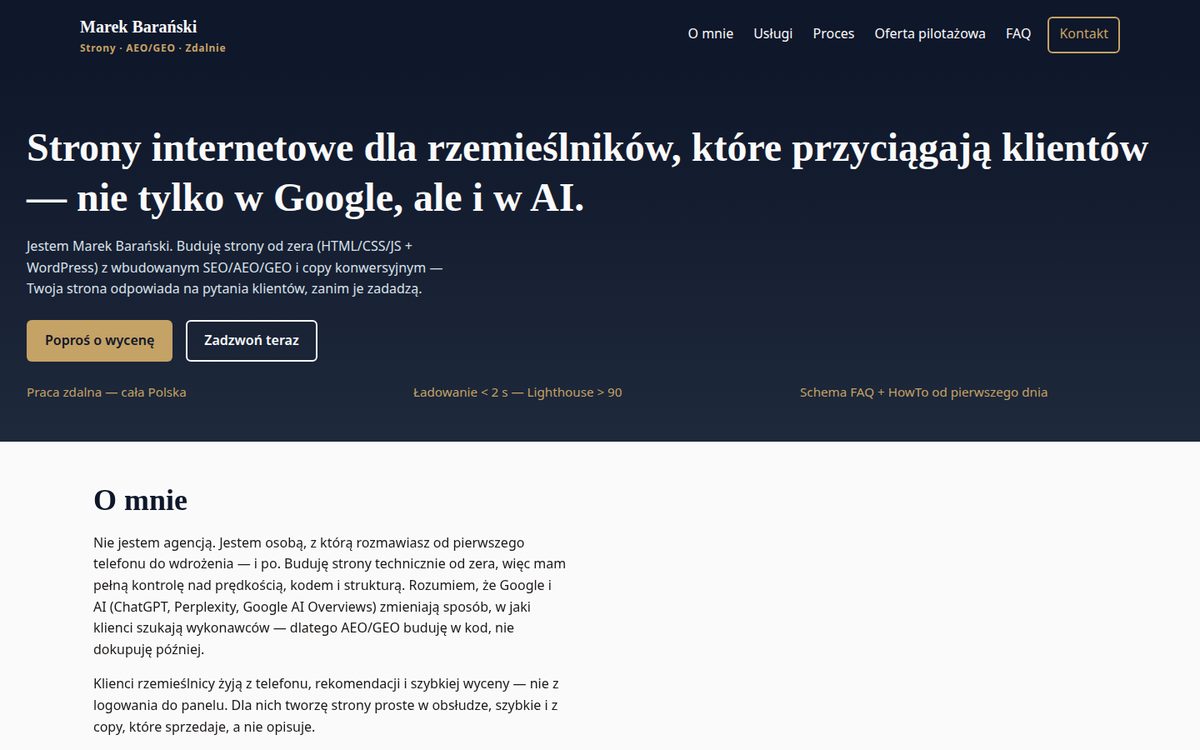 Marek Barański
Strony · AEO/GEO · Zdalnie
O mnie
Usługi
Proces
Oferta pilotażowa
FAQ
Kontakt
Strony internetowe dla rzemieślników, które przyciągają klientów
— nie tylko w Google, ale i w AI.
Jestem Marek Barański. Buduję strony od zera (HTML/CSS/JS +
WordPress) z wbudowanym SEO/AEO/GEO i copy konwersyjnym —
Twoja strona odpowiada na pytania klientów, zanim je zadadzą.
Poproś o wycenę
Zadzwoń teraz
Praca zdalna — cała Polska
Ładowanie < 2 s — Lighthouse > 90
Schema FAQ + HowTo od pierwszego dnia
O mnie
Nie jestem agencją. Jestem osobą, z którą rozmawiasz od pierwszego
telefonu do wdrożenia — i po. Buduję strony technicznie od zera, więc mam
pełną kontrolę nad prędkością, kodem i strukturą. Rozumiem, że Google i
AI (ChatGPT, Perplexity, Google AI Overviews) zmieniają sposób, w jaki
klienci szukają wykonawców — dlatego AEO/GEO buduję w kod, nie
dokupuję później.
Klienci rzemieślnicy żyją z telefonu, rekomendacji i szybkiej wyceny — nie z
logowania do panelu. Dla nich tworzę strony proste w obsłudze, szybkie i z
copy, które sprzedaje, a nie opisuje.